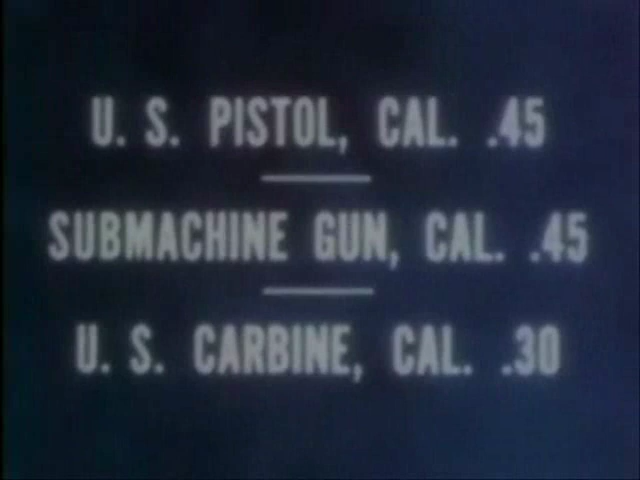 U. S. PISTOL, CAL. .45
SUBMACHINE GUN, CAL. .45
U. S. CARBINE, CAL. .30